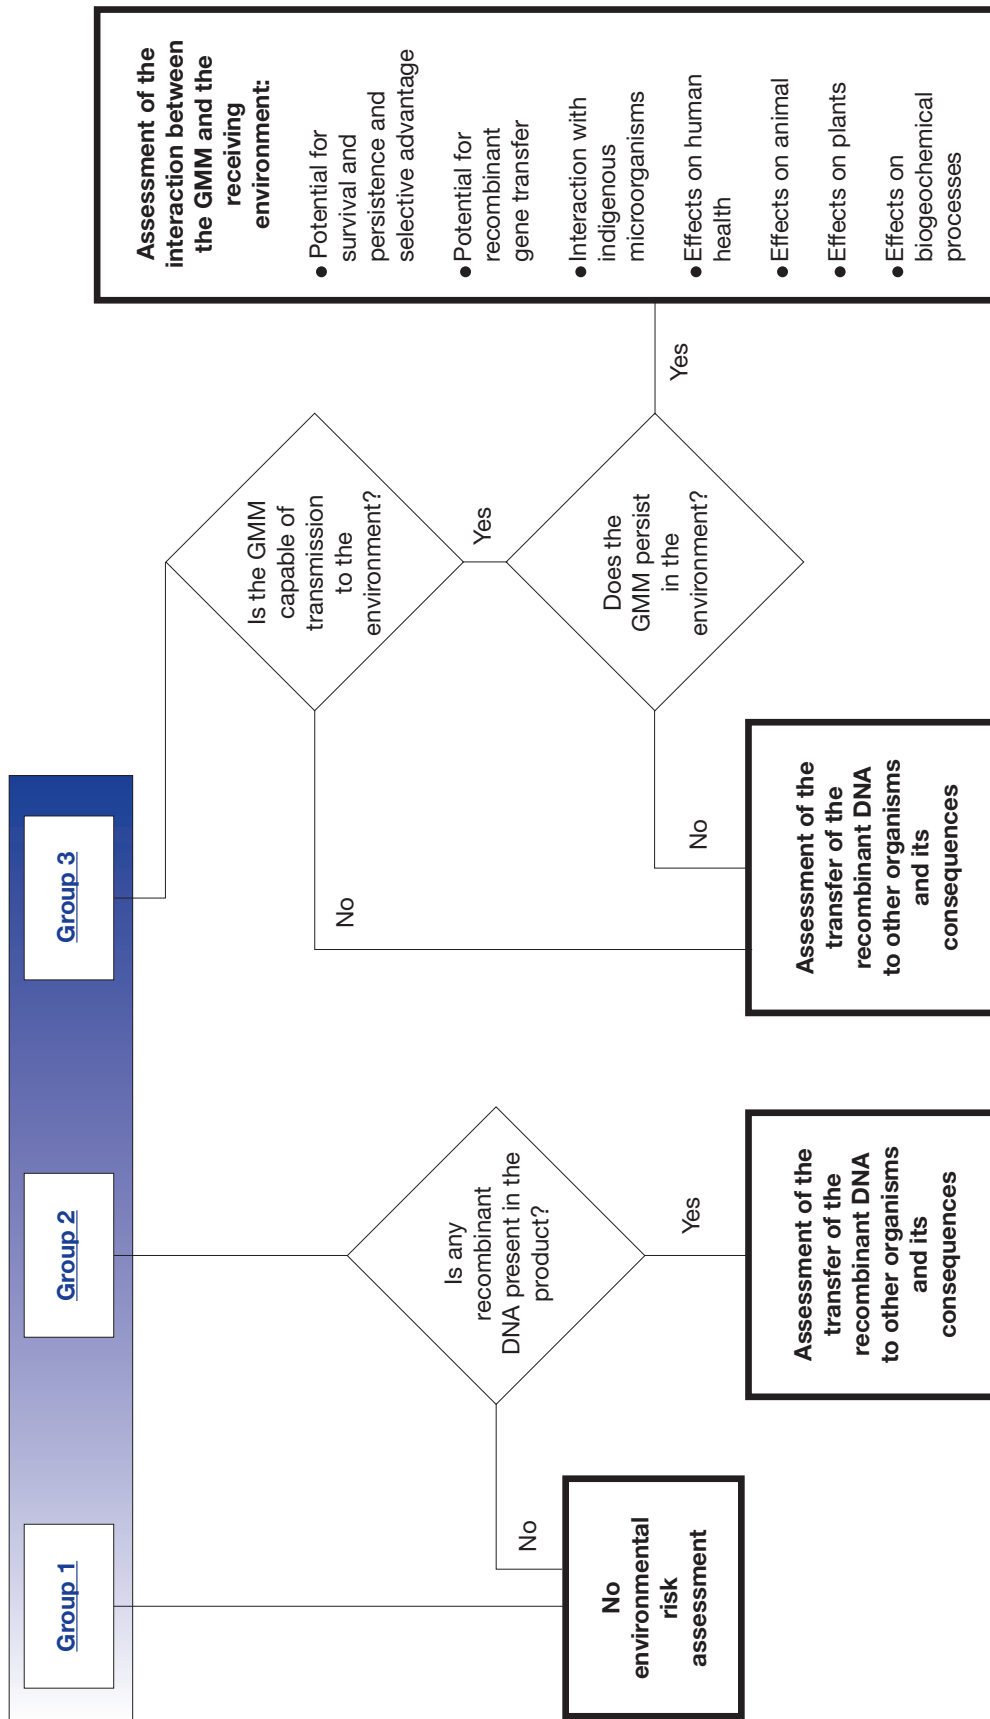 Group 1
Group 2
Group 3
Is any
recombinant
DNA present in the
product?
No
Yes
No
environmental
risk
assessment
Assessment of the
transfer of the
recombinant DNA
to other organisms
and its
consequences
Is the GMM
capable of
transmission
to the
environment?
No
Yes
Does the
GMM persist
in the
environment?
No
Yes
Assessment of the
transfer of the
recombinant DNA
to other organisms
and its
consequences
Assessment of the
interaction between
the GMM and the
receiving
environment:
● Potential for
survival and
persistence and
selective advantage
● Potential for
recombinant
gene transfer
● Interaction with
indigenous
microorganisms
● Effects on human
health
● Effects on animal
● Effects on plants
● Effects on
biogeochemical
processes